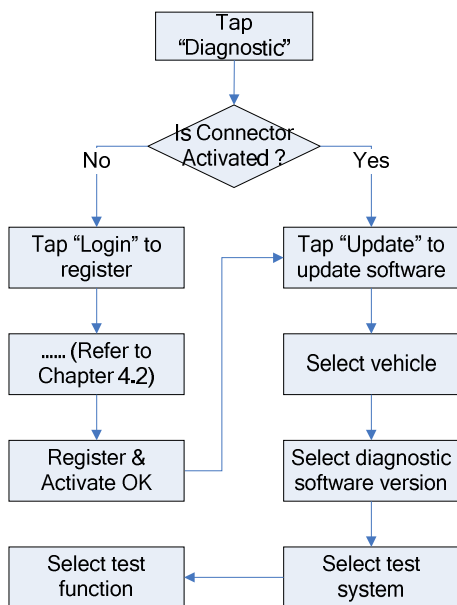 Tap
“Diagnostic”
Is Connector
Activated ?
No
Yes
Tap “Login” to
register
Tap “Update” to
update software
...... (Refer to
Chapter 4.2)
Select vehicle
Register &
Activate OK
Select diagnostic
software version
Select test
function
Select test
system